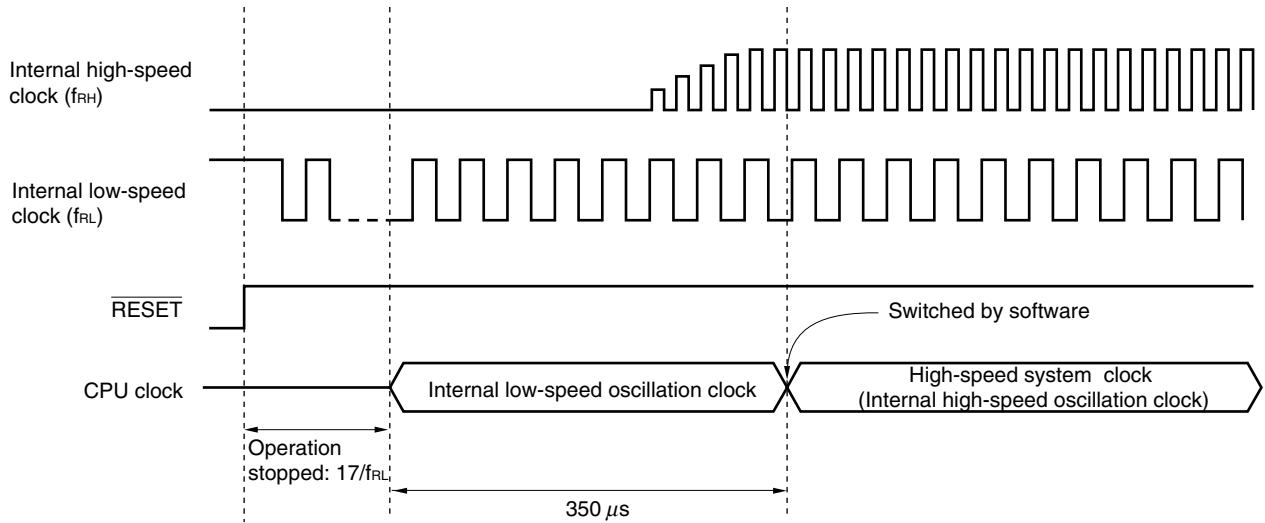 Internal high-speed
clock (fRH)
Internal low-speed
clock (fRL)
RESET
Switched by software
CPU clock
Internal low-speed oscillation clock
High-speed system clock
(Internal high-speed oscillation clock)
Operation
stopped: 17/fRL
350 μs